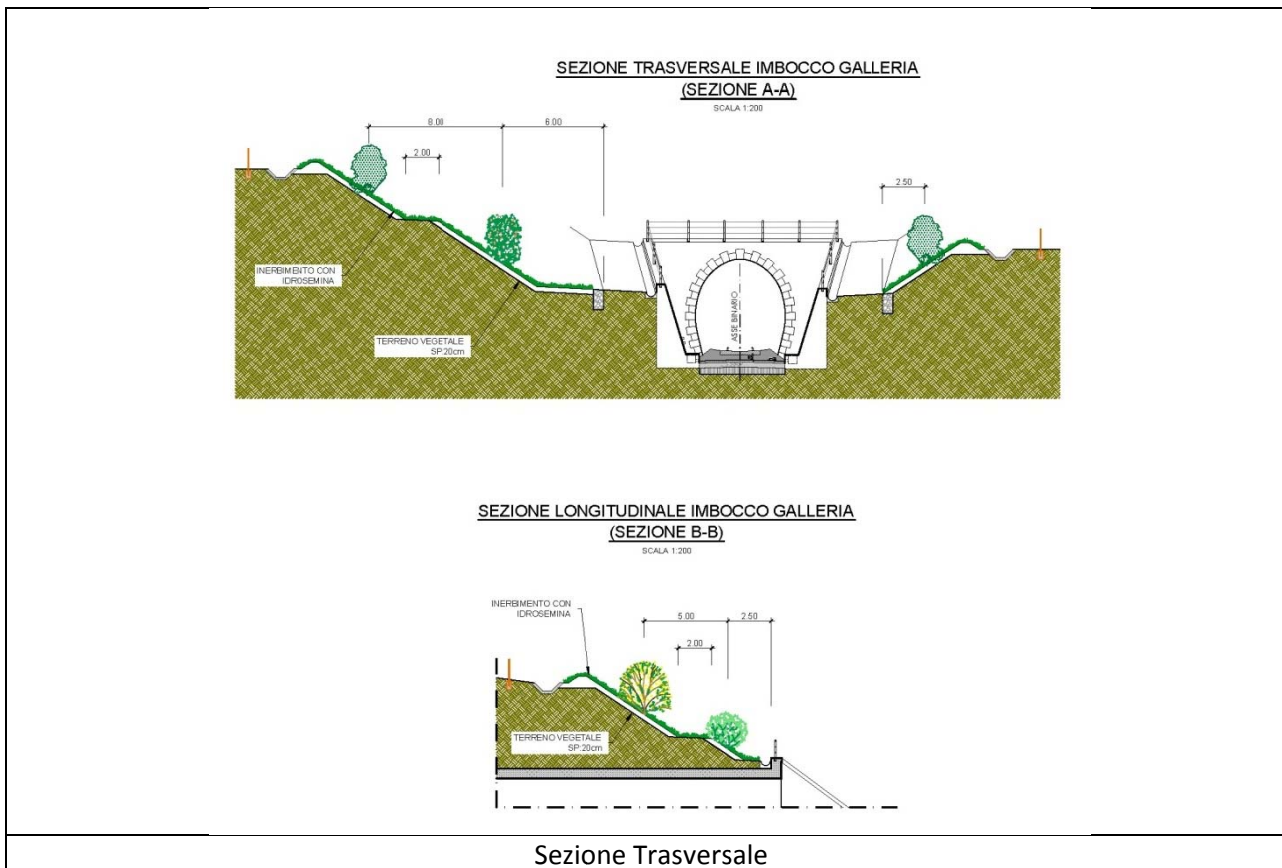 SEZIONE TRASVERSALE IMBOCCO GALLERIA
(SEZIONE A-A)
SCALA 1:200
8.00
6.00
2.00
2.50
INERBIMENTO CON
IDROSEMINA
ASSE BINARIO
TERRENO VEGETALE
SP:20cm
SEZIONE LONGITUDINALE IMBOCCO GALLERIA
(SEZIONE B-B)
SCALA 1:200
INERBIMENTO CON
IDROSEMINA
5.00
2.50
2.00
TERRENO VEGETALE
SP:20cm
Sezione Trasversale